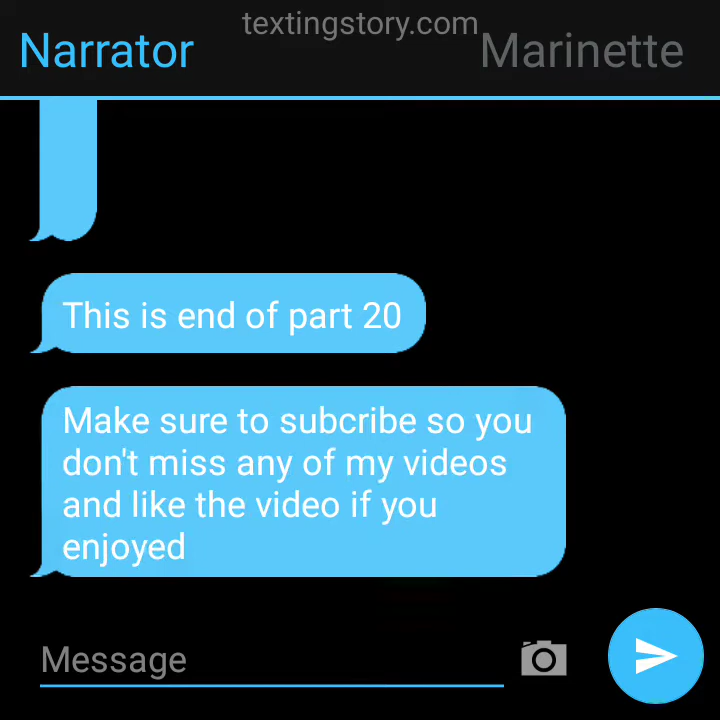 textingstory.com
Narrator Marinette
This is end of part 20
Make sure to subcribe so you
don't miss any of my videos
and like the video if you
enjoyed
Message